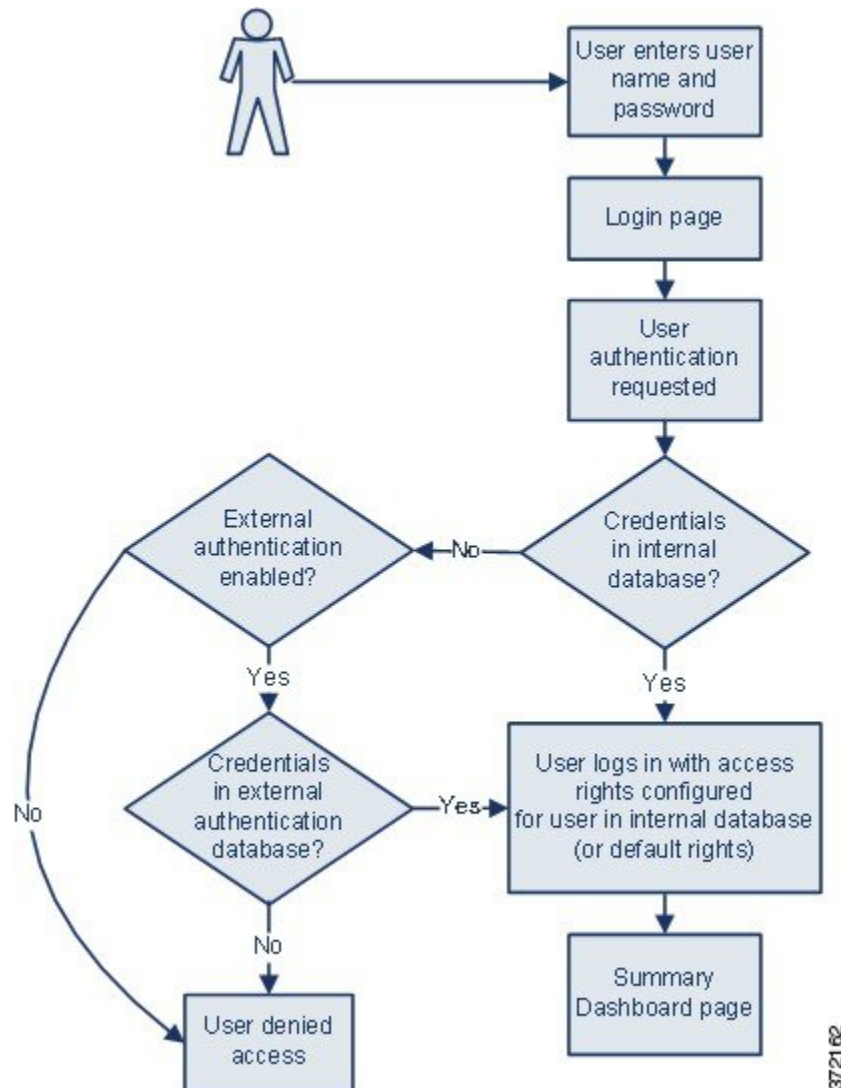 User enters user
name and
password
Login page
User
authentication
requested
Credentials
in internal
database?
No
External
authentication
enabled?
Yes
Yes
No
Credentials
in external
authentication
database?
Yes
User logs in with access
rights configured
for user in internal database
(or default rights)
No
Summary
Dashboard page
User denied
access
372162